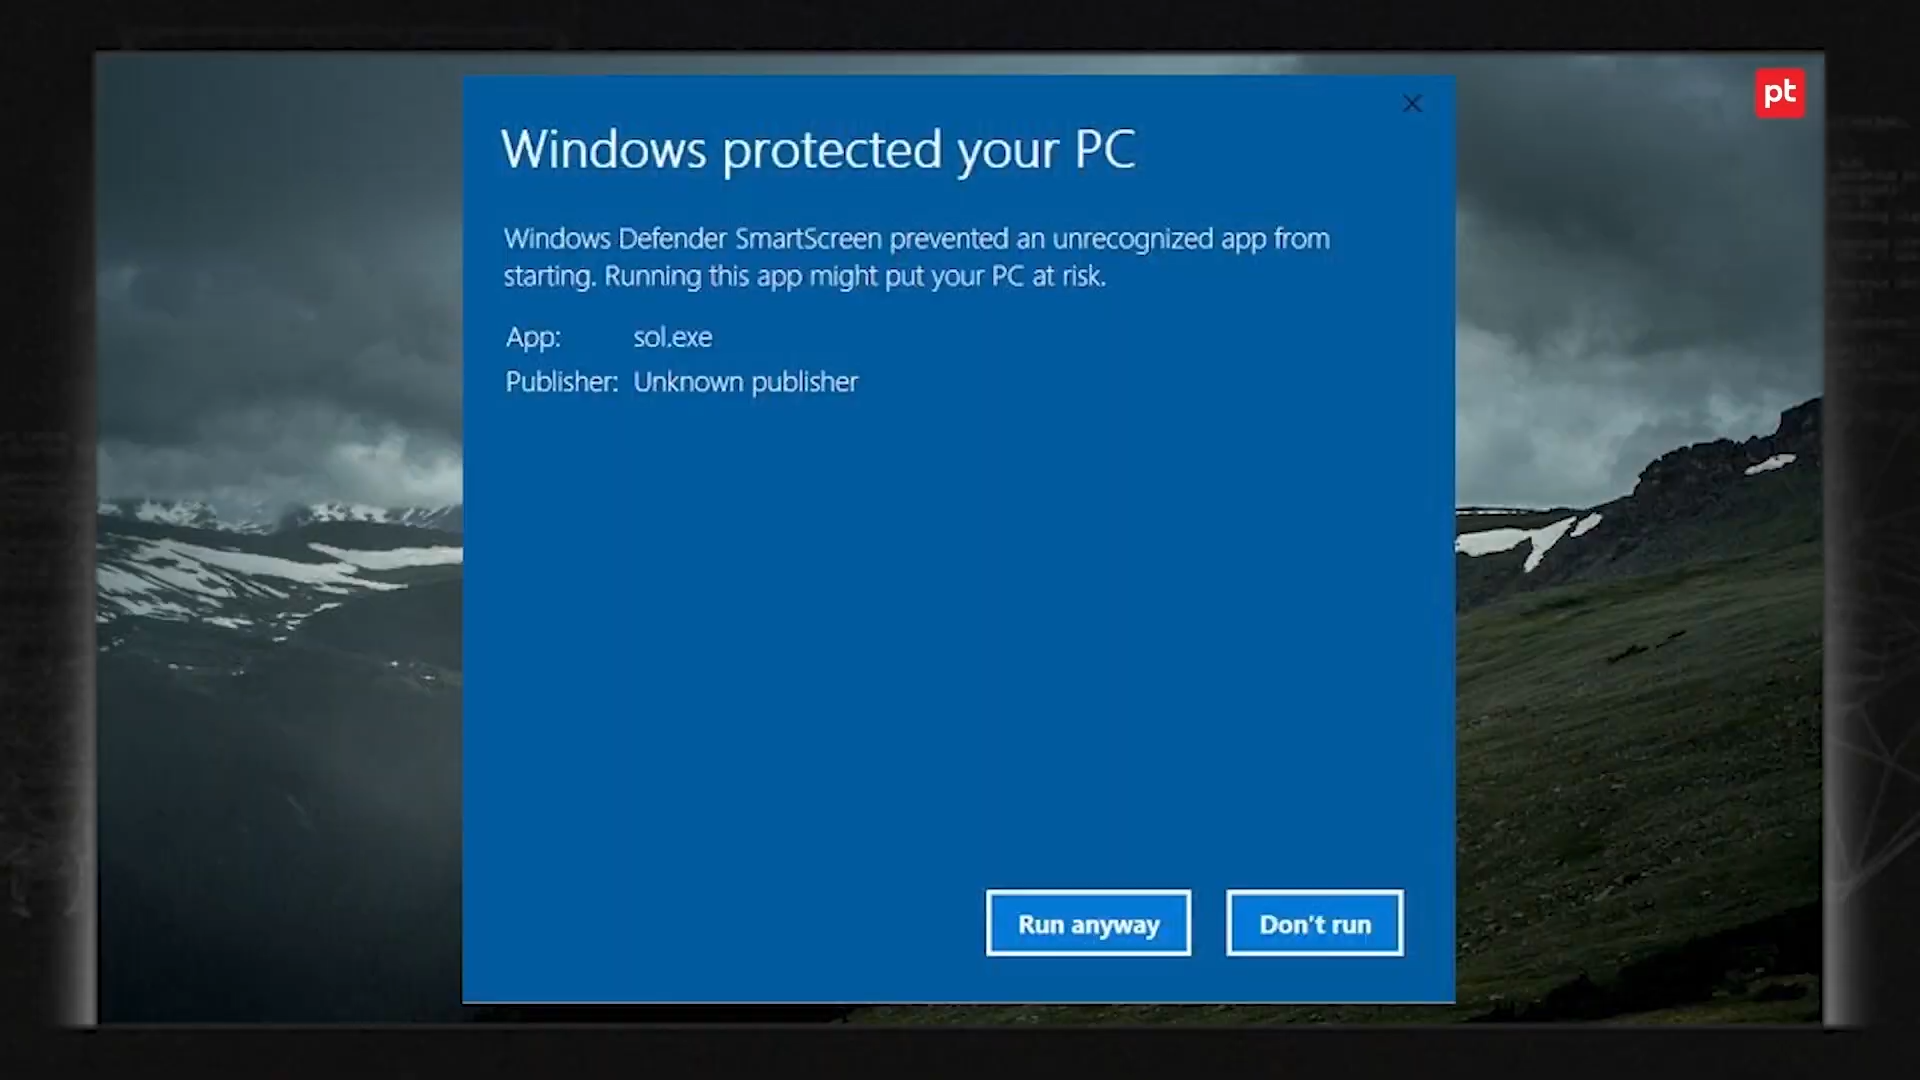 pt
Windows protected your PC
Windows Defender SmartScreen prevented an unrecognized app from
starting. Running this app might put your PC at risk.
App: sol.exe
Publisher: Unknown publisher
Run anyway
Don't run